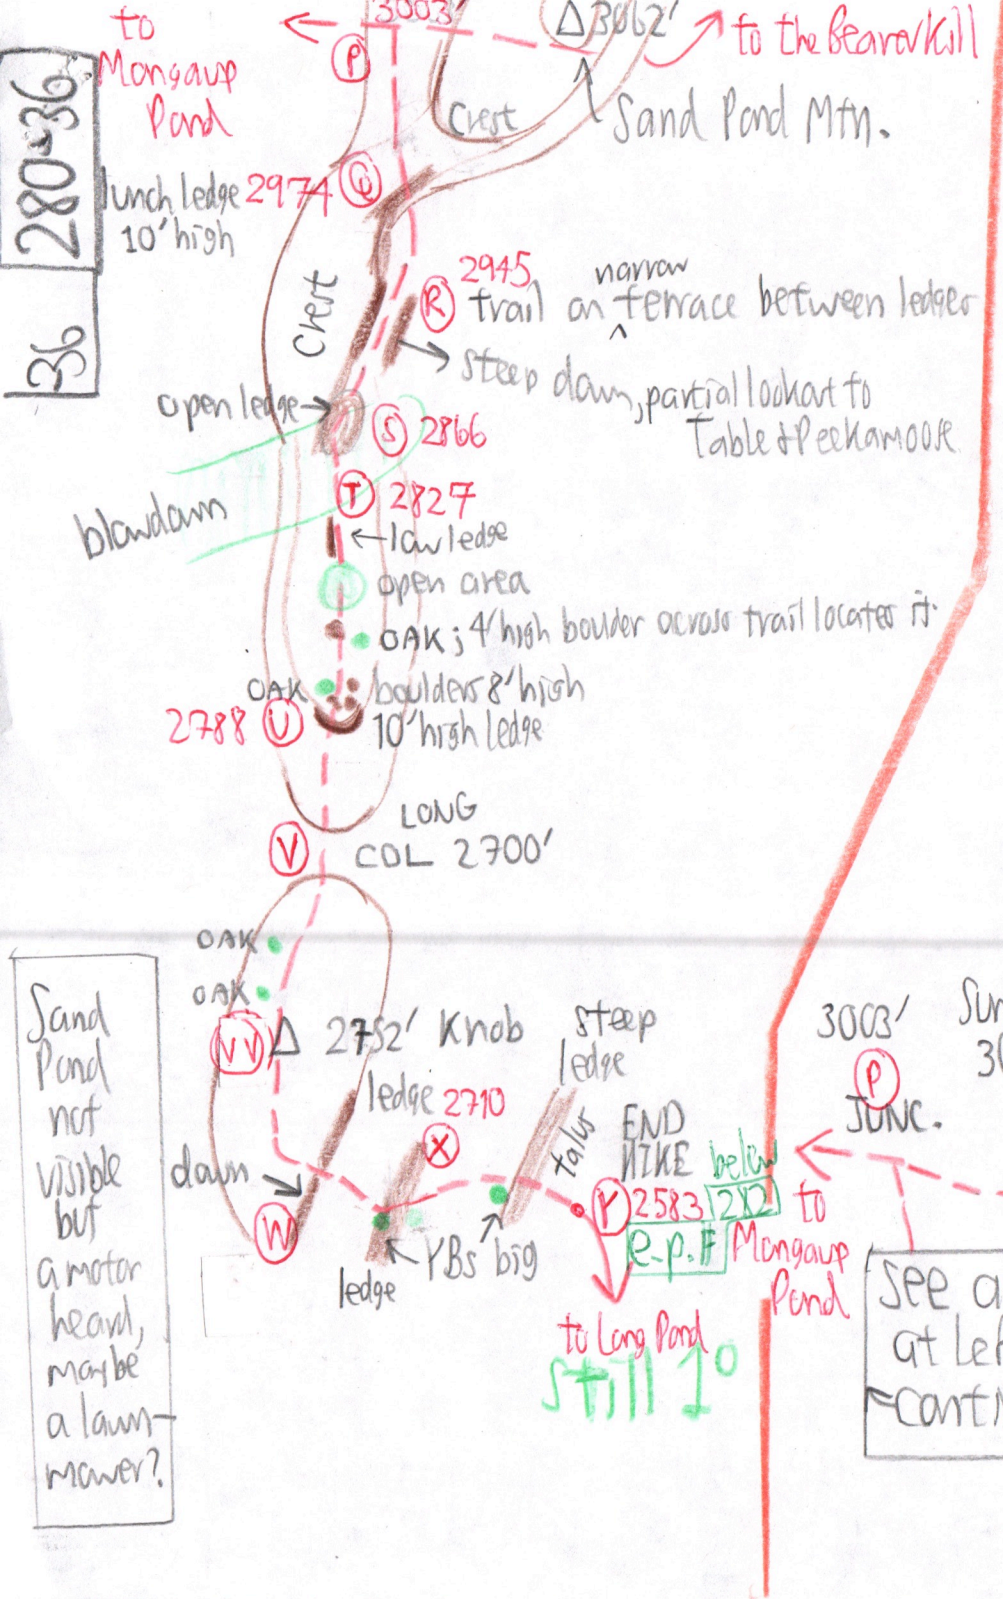 to
Mongaup
Pond
3003'
P
△ 3062'
to the Beaverkill
Crest
Sand Pond Mtn.
280-36
36
lunch ledge 2974 Q
10' high
Crest
R 2945
trail on narrow terrace between ledges
steep down, partial lookout to
Table & Peekamoose
open ledge
S 2866
blowdown
T 2827
low ledge
open area
OAK; 4' high boulder across trail locates it.
OAK
boulders 8' high
2788 U
10' high ledge
LONG
V
COL 2700'
OAK
OAK
VV △ 2752' Knob
ledge 2710
X
steep
ledge
talus
down
W
ledge
YBs big
END
HIKE
Y 2583
below
2X2
e-p.F
to Long Pond
still 1°
to
Mongaup
Pond
3003'
P
JUNC.
See a
at Le
cont
Sand
Pond
not
visible
but
a motor
heard,
maybe
a lawn-
mower?